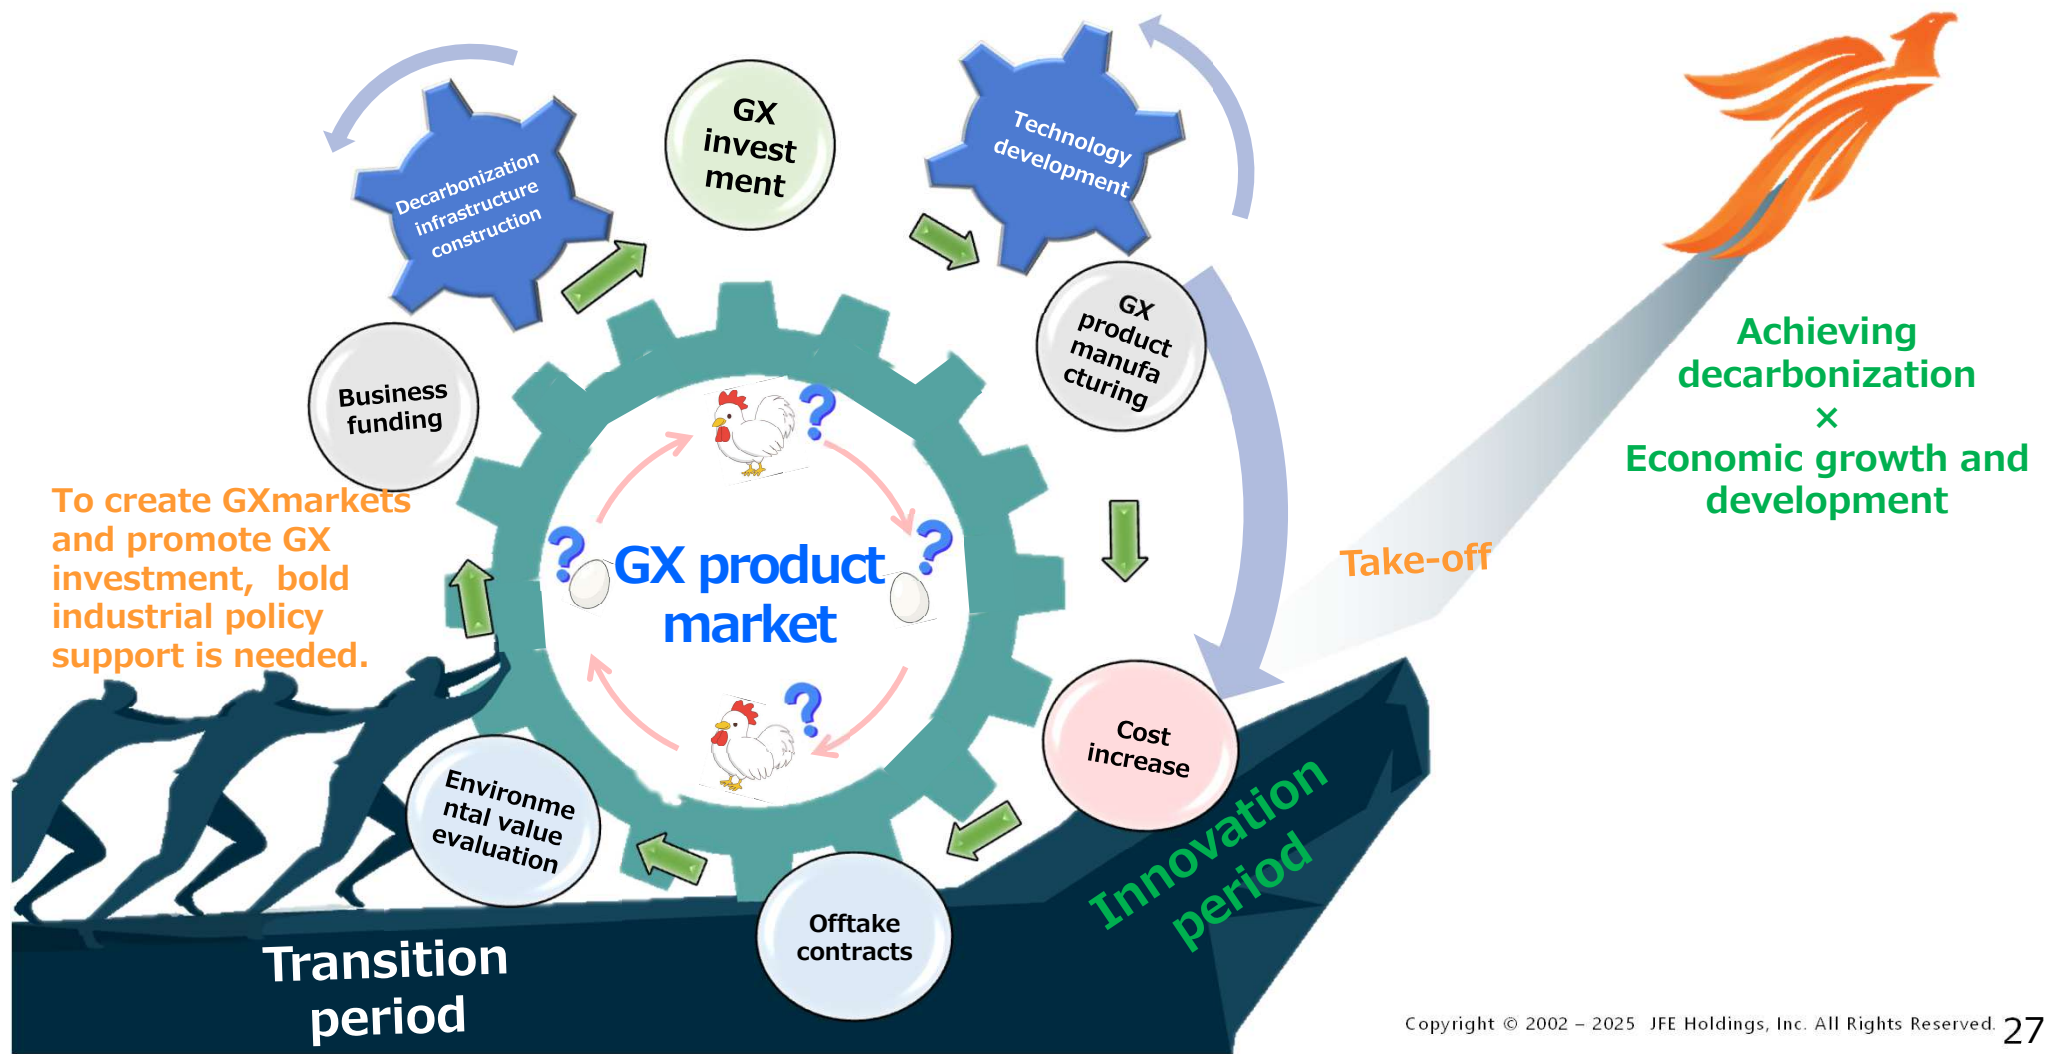 GX
invest
ment
Technology
development
Decarbonization
infrastructure
construction
GX
product
manufa
cturing
Business
funding
Achieving
decarbonization
×
Economic growth and
development
To create GXmarkets
and promote GX
investment,  bold
industrial policy
support is needed.
?
?
?
?
GX product
market
Take-off
Cost
increase
Environme
ntal value
evaluation
Innovation
period
Offtake
contracts
Transition
period
Copyright © 2002 – 2025  JFE Holdings, Inc. All Rights Reserved.
27